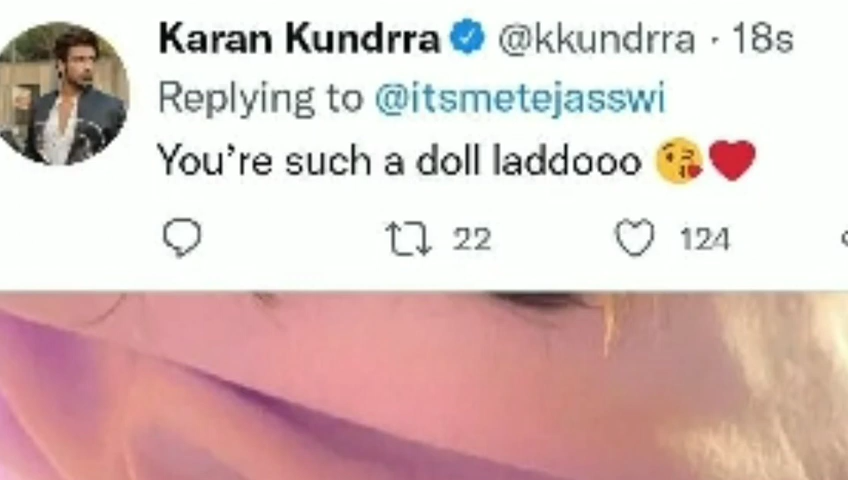 Karan Kundrra @kkundrra · 18s
Replying to @itsmetejasswi
You're such a doll laddooo 😘❤️
22 124